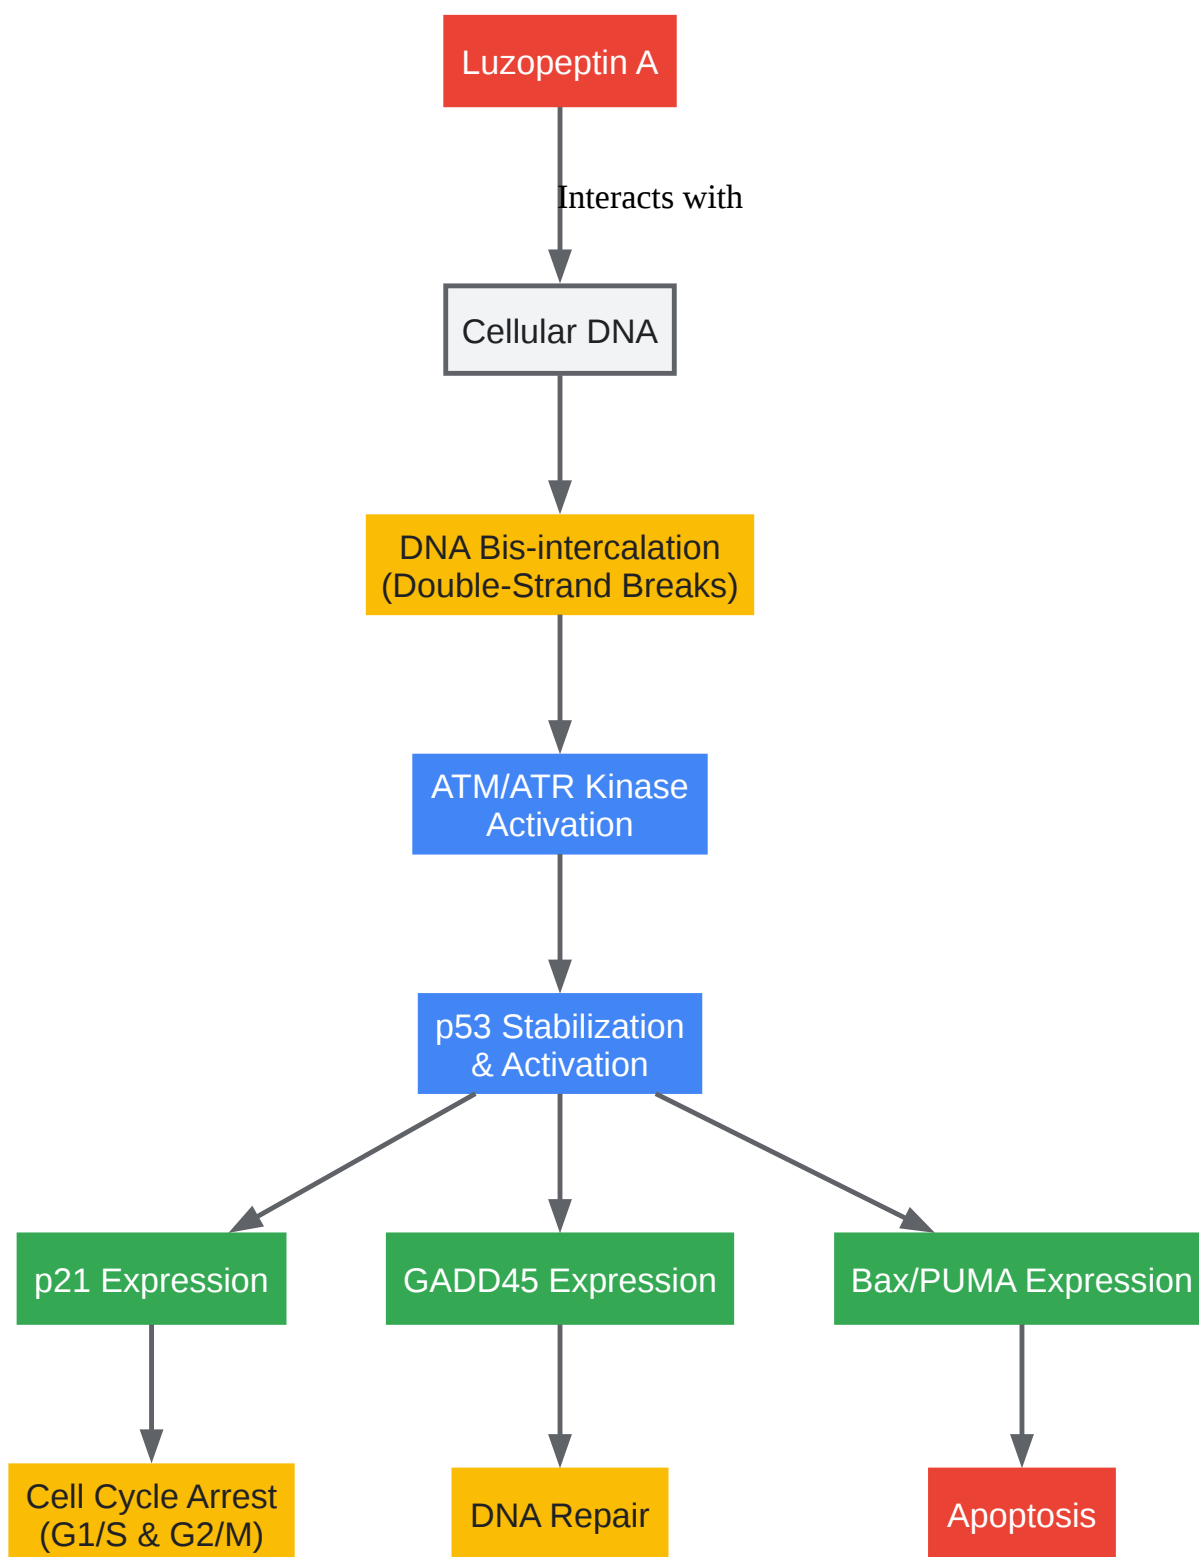 Luzopeptin A
Interacts with
Cellular DNA
DNA Bis-intercalation
(Double-Strand Breaks)
ATM/ATR Kinase
Activation
p53 Stabilization
& Activation
p21 Expression
GADD45 Expression
Bax/PUMA Expression
Cell Cycle Arrest
(G1/S & G2/M)
DNA Repair
Apoptosis